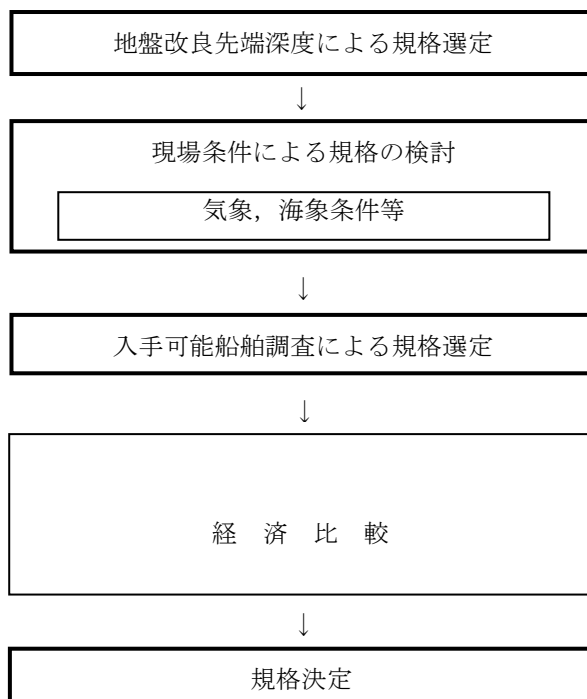 地盤改良先端深度による規格選定
↓
現場条件による規格の検討
気象，海象条件等
↓
入手可能船舶調査による規格選定
↓
経　済　比　較
↓
規格決定